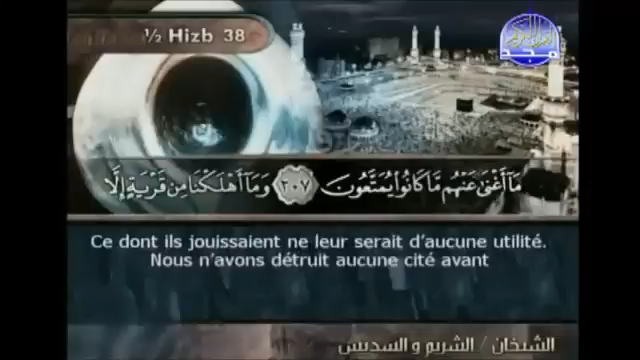 ½ Hizb 38
مجد
مَآ أَغْنَىٰ عَنْهُم مَّا كَانُوا۟ يُمَتَّعُونَ ٢٠٧ وَمَآ أَهْلَكْنَا مِن قَرْيَةٍ إِلَّا
Ce dont ils jouissaient ne leur serait d’aucune utilité.
Nous n’avons détruit aucune cité avant
الشيخان / الشريم و السديس